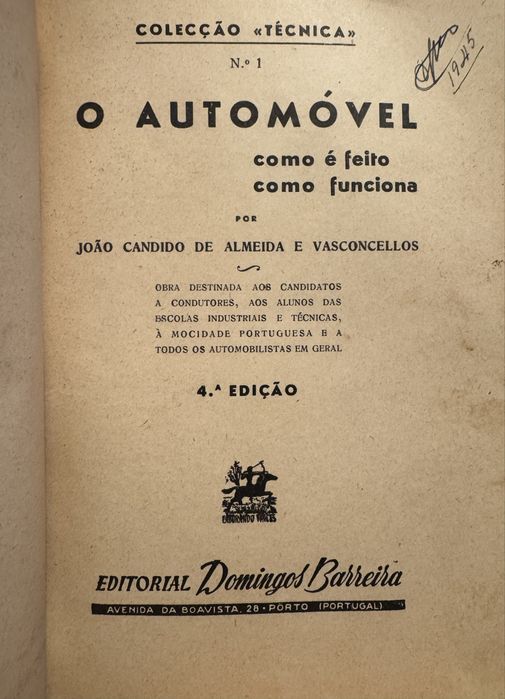 COLECÇÃO «TÉCNICA»
N.º 1
1945
O AUTOMÓVEL
como é feito
como funciona
POR
JOÃO CANDIDO DE ALMEIDA E VASCONCELLOS
OBRA DESTINADA AOS CANDIDATOS
A CONDUTORES, AOS ALUNOS DAS
ESCOLAS INDUSTRIAIS E TÉCNICAS,
À MOCIDADE PORTUGUESA E A
TODOS OS AUTOMOBILISTAS EM GERAL
4.ª EDIÇÃO
EDITORIAL Domingos Barreira
AVENIDA DA BOAVISTA, 28 · PORTO (PORTUGAL)